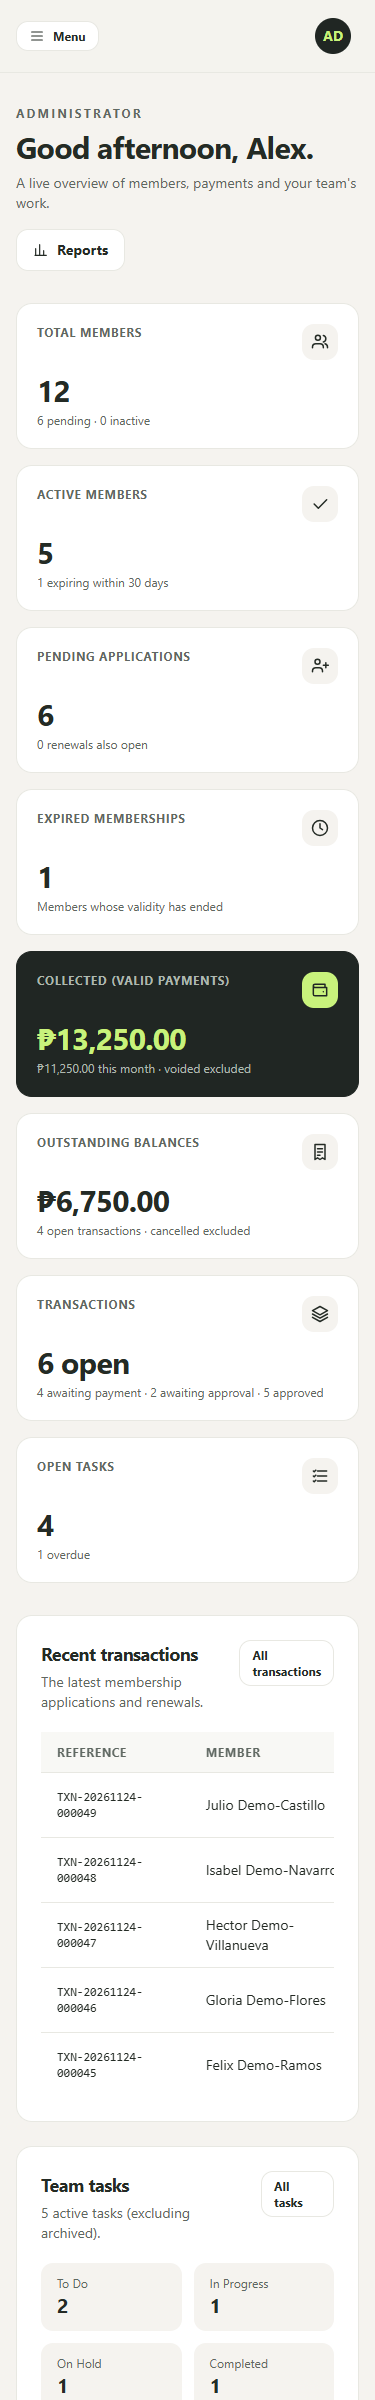 Menu
AD
ADMINISTRATOR
Good afternoon, Alex.
A live overview of members, payments and your team's
work.
Reports
TOTAL MEMBERS
12
6 pending · 0 inactive
ACTIVE MEMBERS
5
1 expiring within 30 days
PENDING APPLICATIONS
6
0 renewals also open
EXPIRED MEMBERSHIPS
1
Members whose validity has ended
COLLECTED (VALID PAYMENTS)
₱13,250.00
₱11,250.00 this month · voided excluded
OUTSTANDING BALANCES
₱6,750.00
4 open transactions · cancelled excluded
TRANSACTIONS
6 open
4 awaiting payment · 2 awaiting approval · 5 approved
OPEN TASKS
4
1 overdue
Recent transactions
All
transactions
The latest membership
applications and renewals.
REFERENCE MEMBER
TXN-20261124-
000049
Julio Demo-Castillo
TXN-20261124-
000048
Isabel Demo-Navarro
TXN-20261124-
000047
Hector Demo-
Villanueva
TXN-20261124-
000046
Gloria Demo-Flores
TXN-20261124-
000045
Felix Demo-Ramos
Team tasks
All
tasks
5 active tasks (excluding
archived).
To Do
2
In Progress
1
On Hold
1
Completed
1